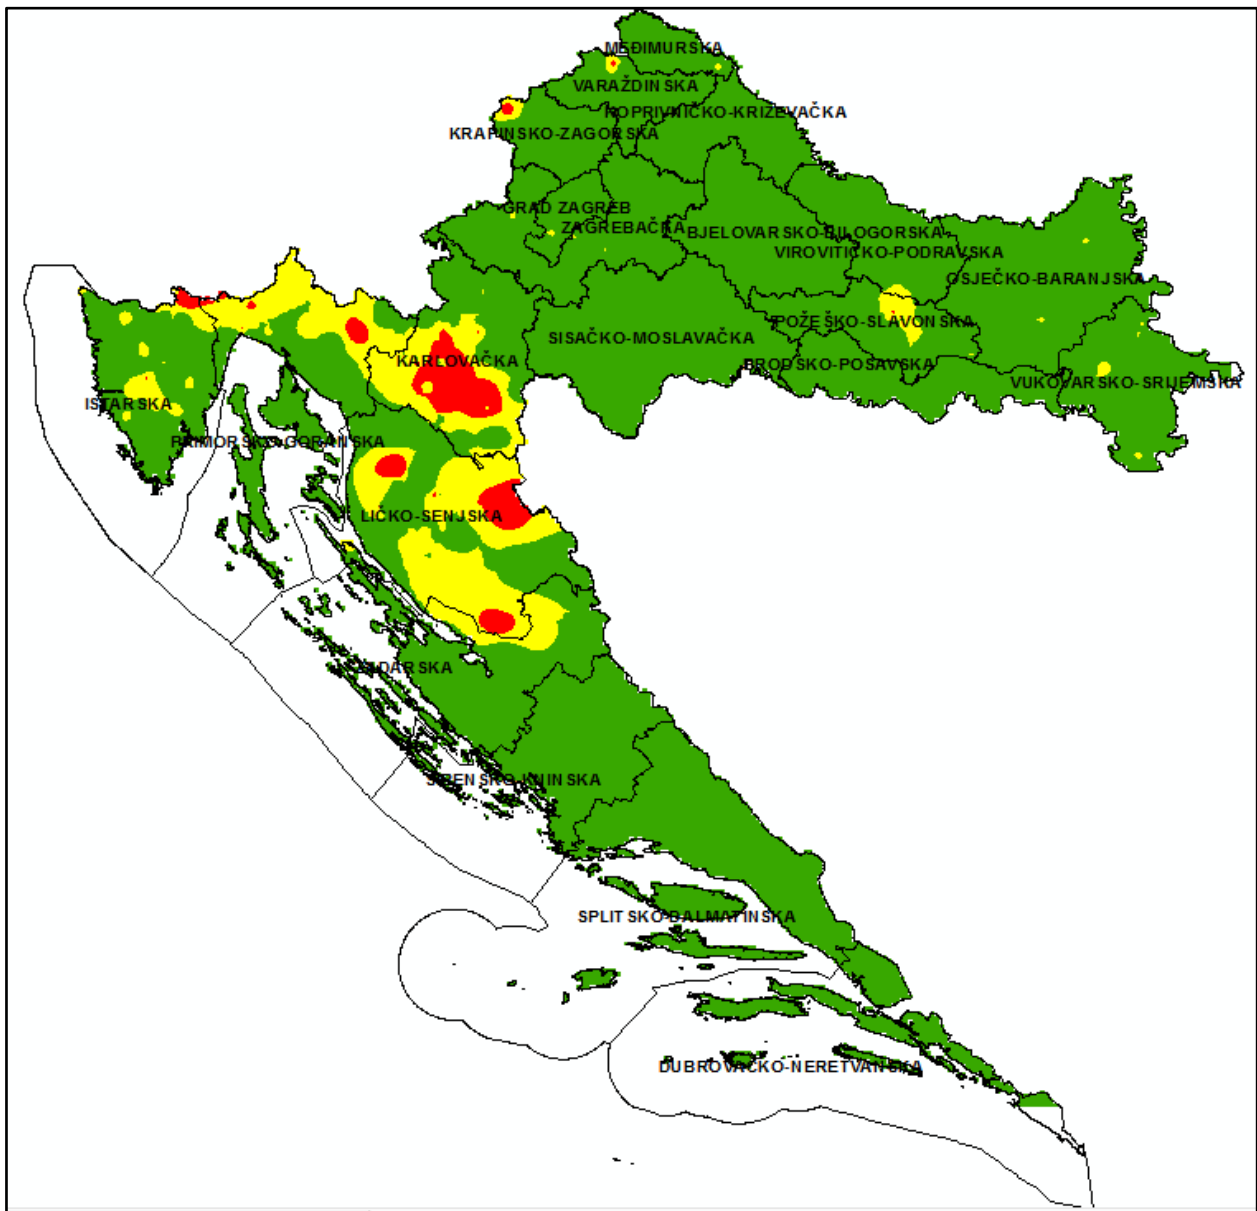 MEĐIMURSKA
VARAŽDINSKA
KOPRIVNIČKO-KRIŽEVAČKA
KRAPINSKO-ZAGORSKA
GRAD ZAGREB
ZAGREBAČKA
BJELOVARSKO-BILOGORSKA
VIROVITIČKO-PODRAVSKA
OSJEČKO-BARANJSKA
POŽEŠKO-SLAVONSKA
SISAČKO-MOSLAVAČKA
KARLOVAČKA
BRODSKO-POSAVSKA
VUKOVARSKO-SRIJEMSKA
ISTARSKA
PRIMORSKO-GORANSKA
LIČKO-SENJSKA
ZADARSKA
ŠIBENSKO-KNINSKA
SPLITSKO-DALMATINSKA
DUBROVAČKO-NERETVANSKA